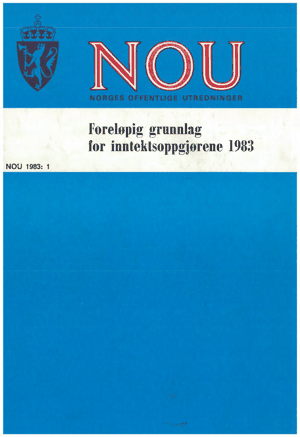 NOU
NORGES OFFENTLIGE UTREDNINGER
Foreløpig grunnlag
for inntektsoppgjørene 1983
NOU 1983: 1